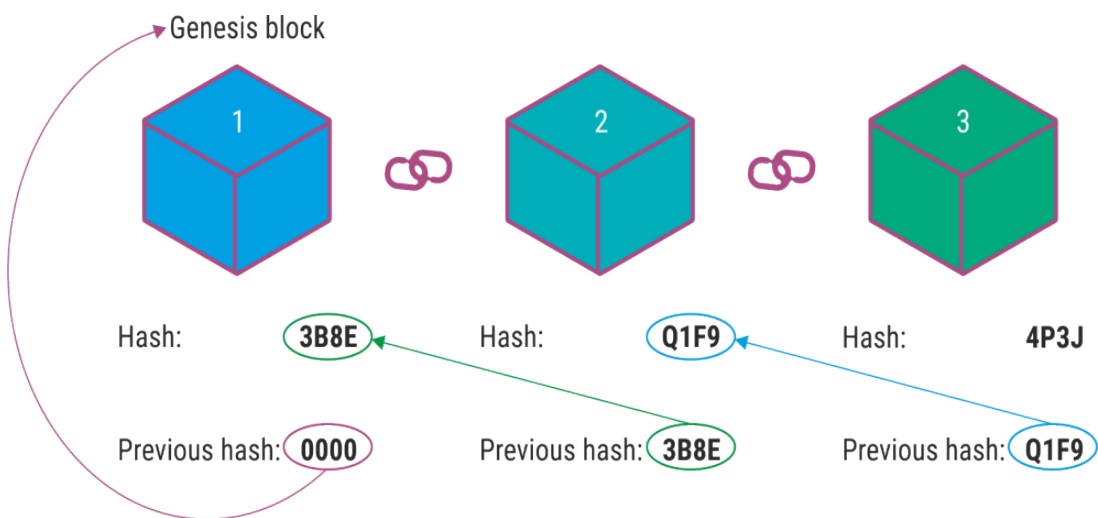 Genesis block
1
2
3
Hash: 3B8E
Hash: Q1F9
Hash: 4P3J
Previous hash: 0000
Previous hash: 3B8E
Previous hash: Q1F9